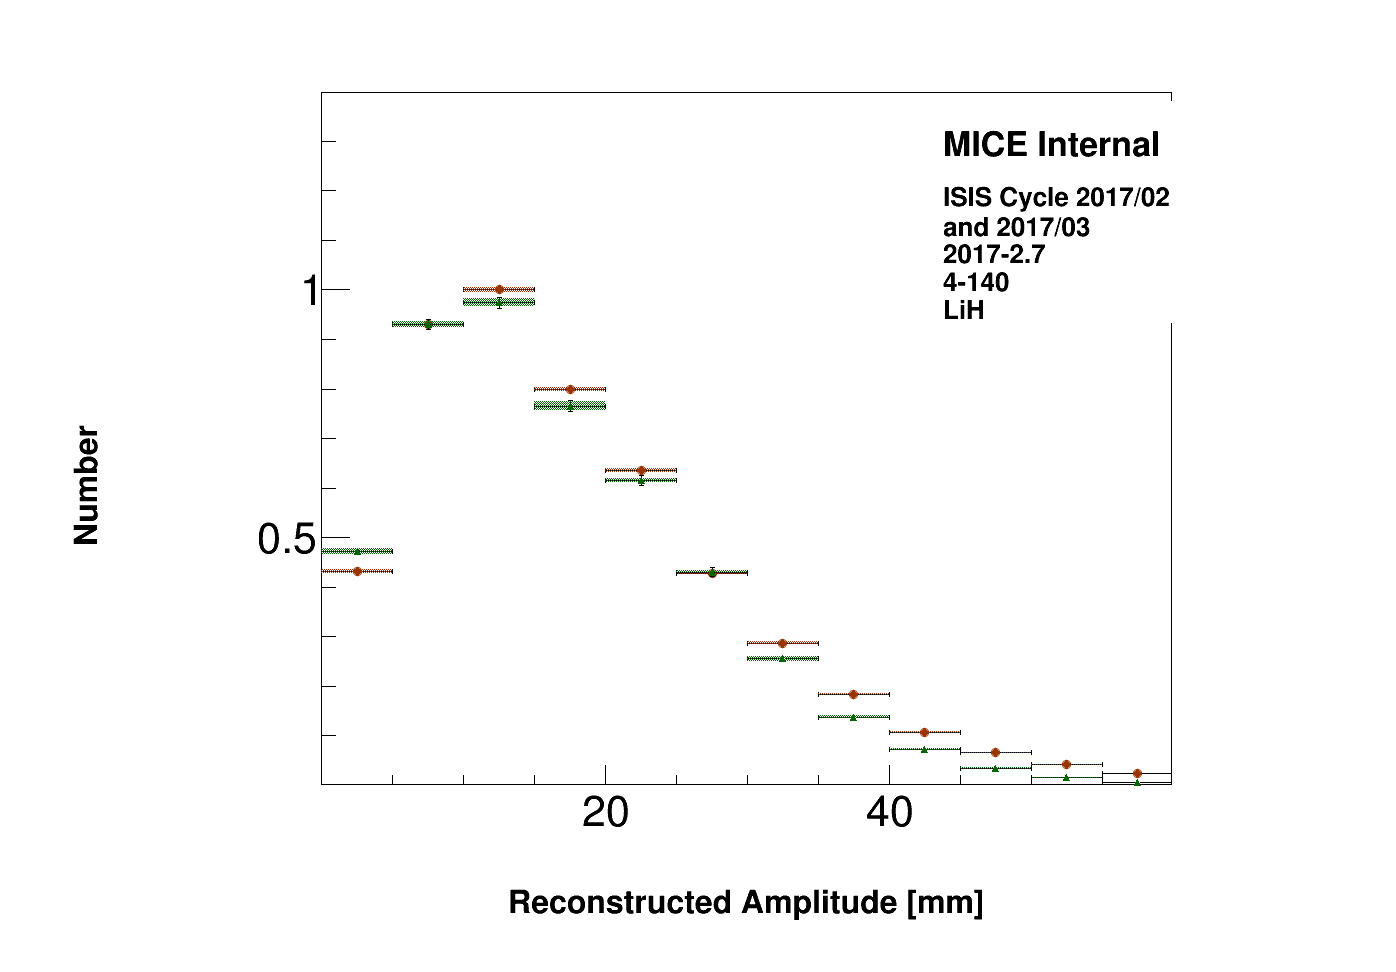 MICE Internal
ISIS Cycle 2017/02
and 2017/03
2017-2.7
4-140
LiH
1
0.5
Number
20 40
Reconstructed Amplitude [mm]